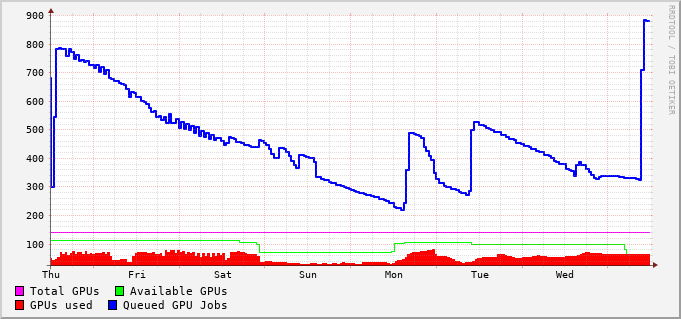 900
800
700
600
500
400
300
200
100
Thu Fri Sat Sun Mon Tue Wed
Total GPUs Available GPUs
GPUs used Queued GPU Jobs
RRDTOOL / TOBI OETIKER